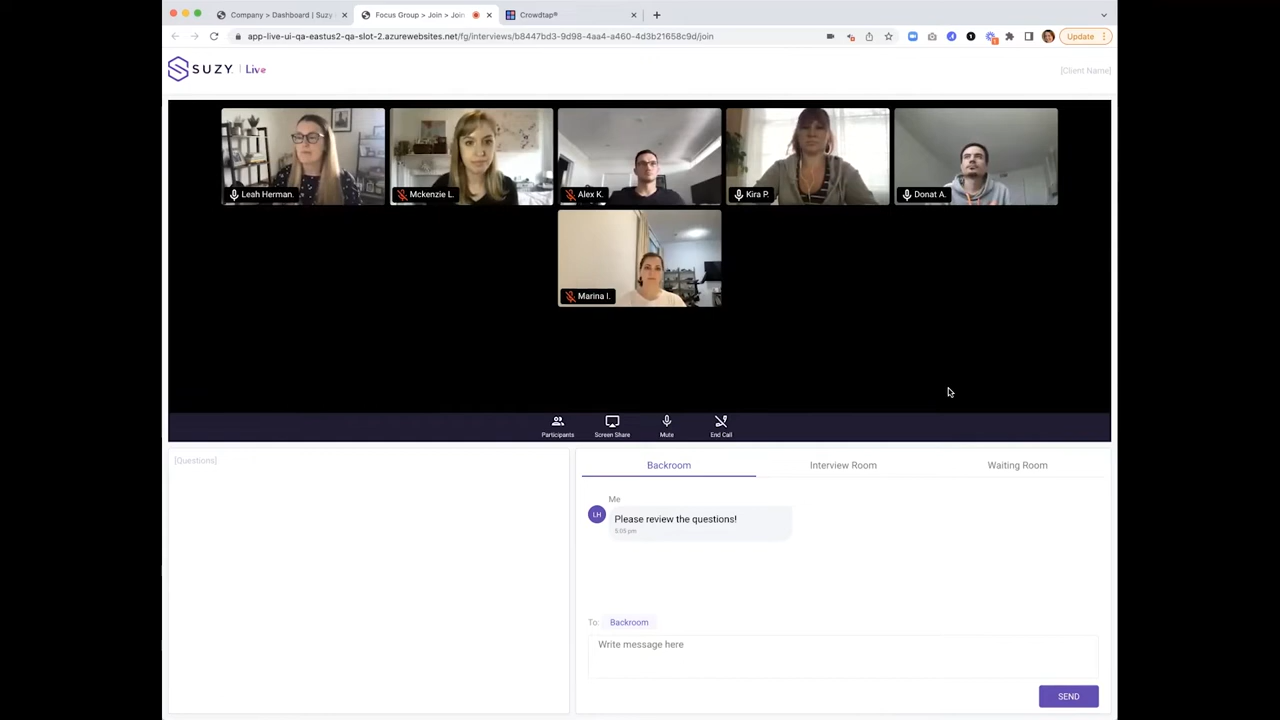 Company > Dashboard | Suzy
Focus Group > Join > Join
Crowdtap®
app-live-ui-qa-eastus2-qa-slot-2.azurewebsites.net/fg/interviews/b8447bd3-9d98-4aa4-a460-4d3b21658c9d/join
Update
SUZY | Live
[Client Name]
Leah Herman.
Mckenzie L.
Alex K.
Kira P.
Donat A.
Marina I.
Participants
Screen Share
Mute
End Call
[Questions]
Backroom
Interview Room
Waiting Room
Me
LH
Please review the questions!
5:05 pm
To:
Backroom
Write message here
SEND